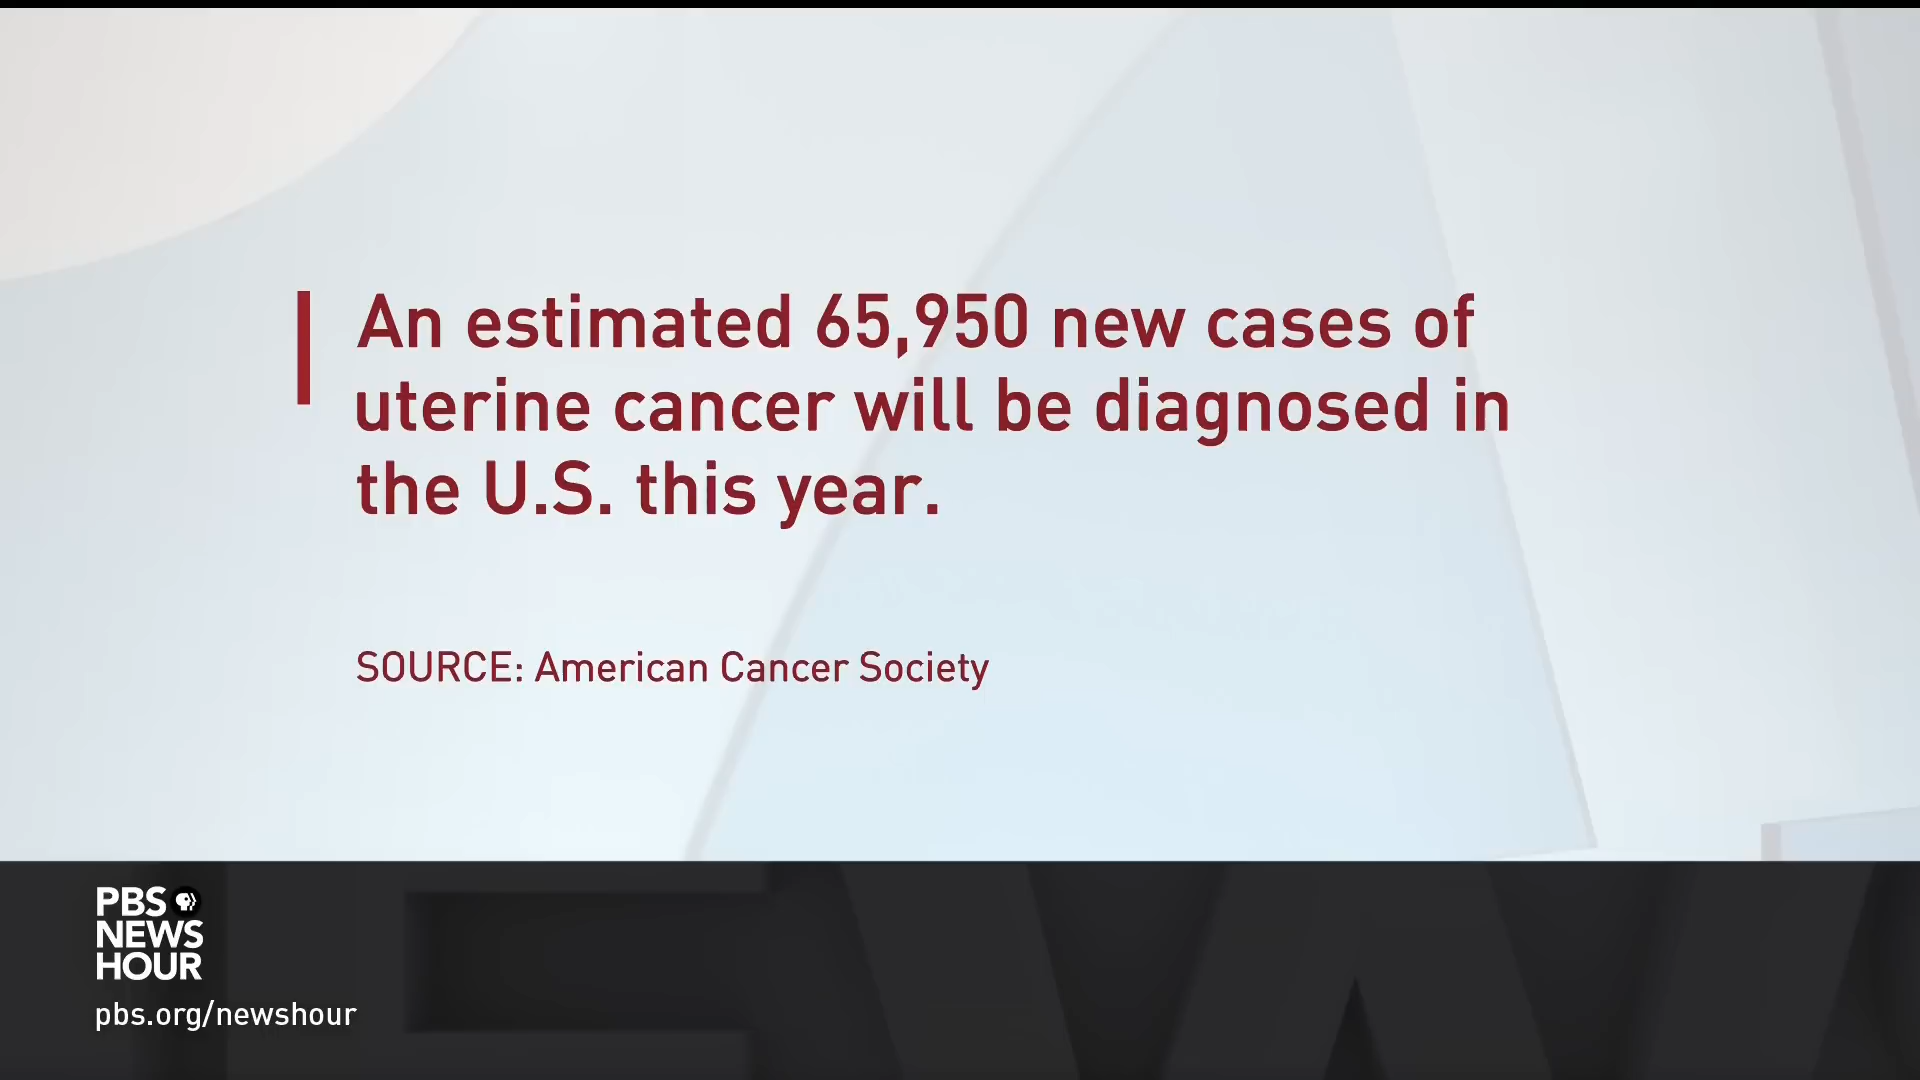 An estimated 65,950 new cases of
uterine cancer will be diagnosed in
the U.S. this year.
SOURCE: American Cancer Society
PBS
NEWS
HOUR
pbs.org/newshour